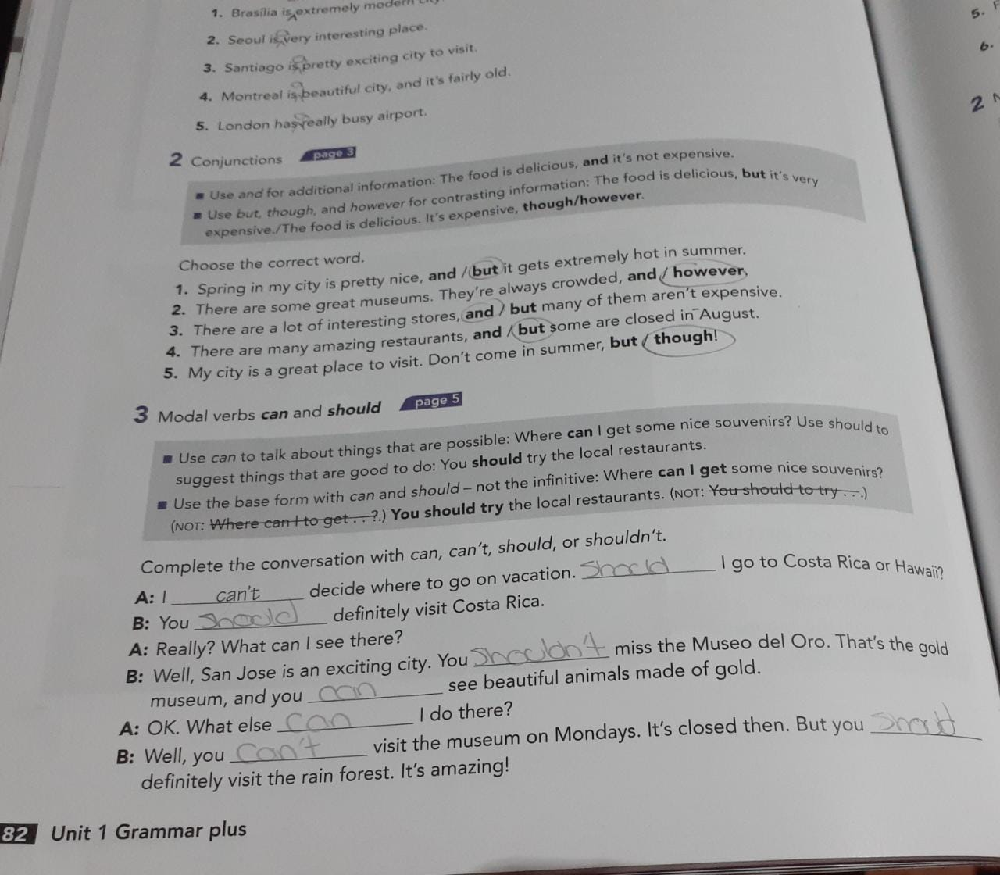 1. Brasília is extremely modern
2. Seoul is a very interesting place.
3. Santiago is a pretty exciting city to visit.
4. Montreal is a beautiful city, and it's fairly old.
5. London has a really busy airport.
2 Conjunctions page 3
■ Use and for additional information: The food is delicious, and it's not expensive.
■ Use but, though, and however for contrasting information: The food is delicious, but it's very
expensive./The food is delicious. It's expensive, though/however.
Choose the correct word.
1. Spring in my city is pretty nice, and / but it gets extremely hot in summer.
2. There are some great museums. They're always crowded, and / however.
3. There are a lot of interesting stores, and / but many of them aren't expensive.
4. There are many amazing restaurants, and / but some are closed in August.
5. My city is a great place to visit. Don't come in summer, but / though!
3 Modal verbs can and should page 5
■ Use can to talk about things that are possible: Where can I get some nice souvenirs? Use should to
suggest things that are good to do: You should try the local restaurants.
■ Use the base form with can and should – not the infinitive: Where can I get some nice souvenirs?
(NOT: Where can I to get . . .?.) You should try the local restaurants. (NOT: You should to try . . .)
Complete the conversation with can, can't, should, or shouldn't.
A: I can't decide where to go on vacation. Should I go to Costa Rica or Hawaii?
B: You Should definitely visit Costa Rica.
A: Really? What can I see there?
B: Well, San Jose is an exciting city. You Shouldn't miss the Museo del Oro. That's the gold
museum, and you can see beautiful animals made of gold.
A: OK. What else can I do there?
B: Well, you Can't visit the museum on Mondays. It's closed then. But you Should
definitely visit the rain forest. It's amazing!
82 Unit 1 Grammar plus
5.
6.
2